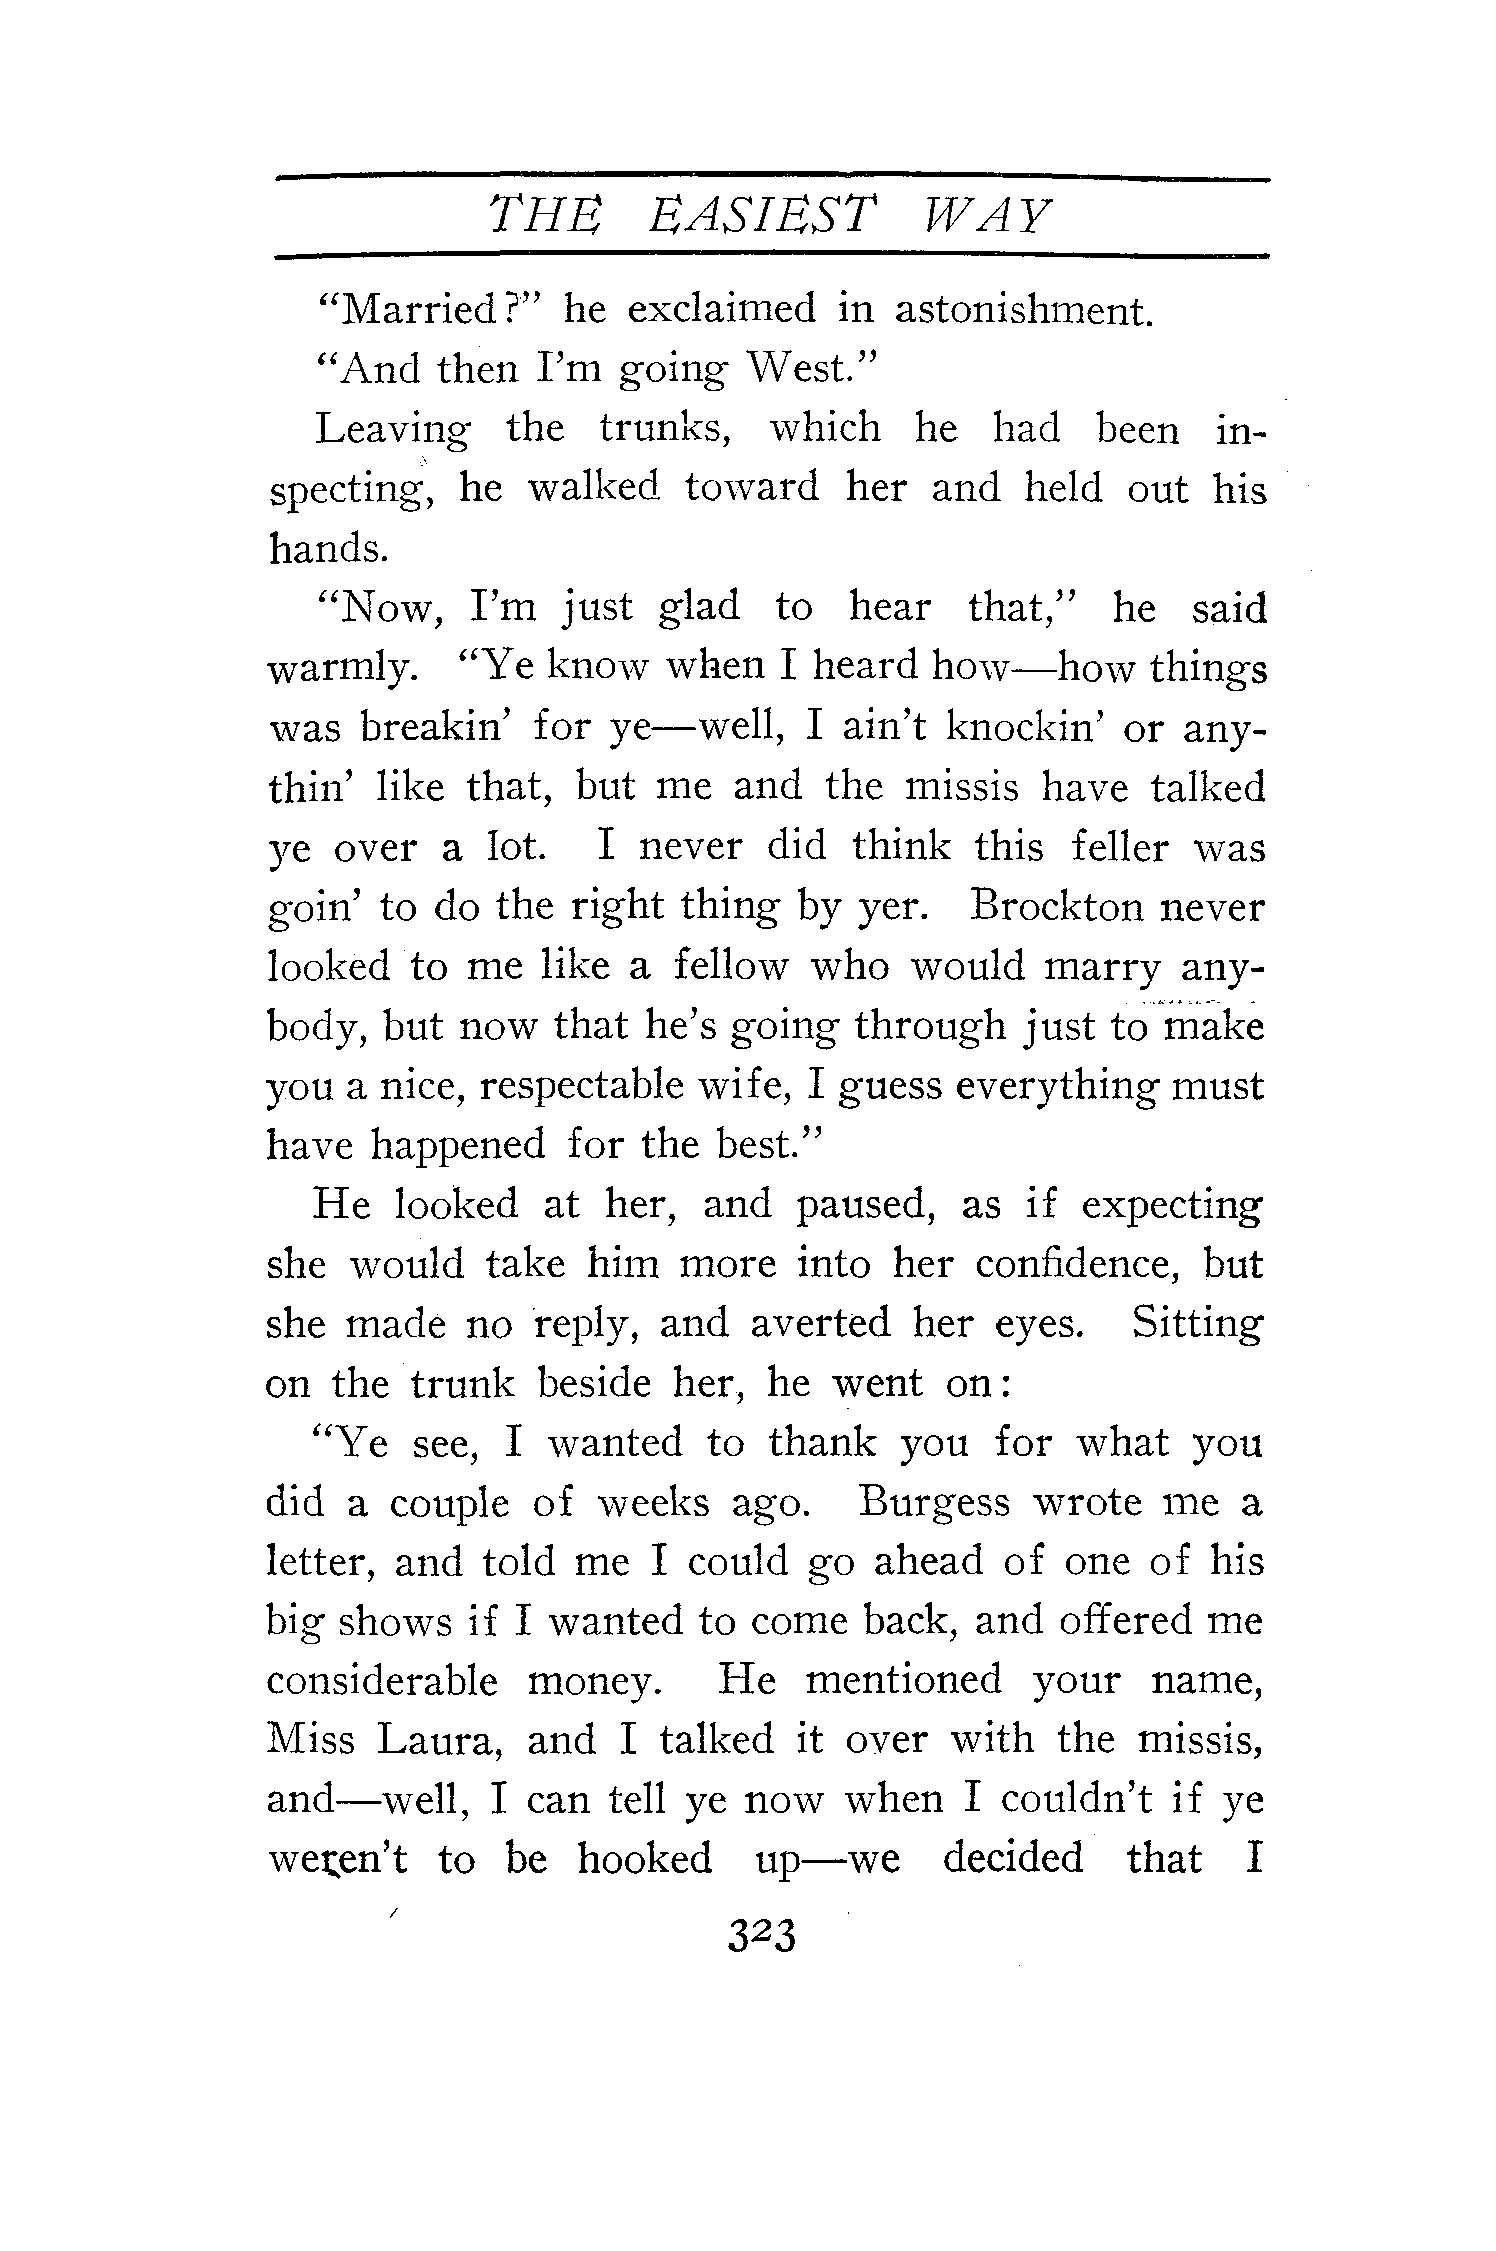 THE EASIEST WAY
“Married?” he exclaimed in astonishment.
“And then I’m going West.”
Leaving the trunks, which he had been in-
specting, he walked toward her and held out his
hands.
“Now, I’m just glad to hear that,” he said
warmly. “Ye know when I heard how—how things
was breakin’ for ye—well, I ain’t knockin’ or any-
thin’ like that, but me and the missis have talked
ye over a lot. I never did think this feller was
goin’ to do the right thing by yer. Brockton never
looked to me like a fellow who would marry any-
body, but now that he’s going through just to make
you a nice, respectable wife, I guess everything must
have happened for the best.”
He looked at her, and paused, as if expecting
she would take him more into her confidence, but
she made no reply, and averted her eyes. Sitting
on the trunk beside her, he went on:
“Ye see, I wanted to thank you for what you
did a couple of weeks ago. Burgess wrote me a
letter, and told me I could go ahead of one of his
big shows if I wanted to come back, and offered me
considerable money. He mentioned your name,
Miss Laura, and I talked it over with the missis,
and—well, I can tell ye now when I couldn’t if ye
weren’t to be hooked up—we decided that I
323